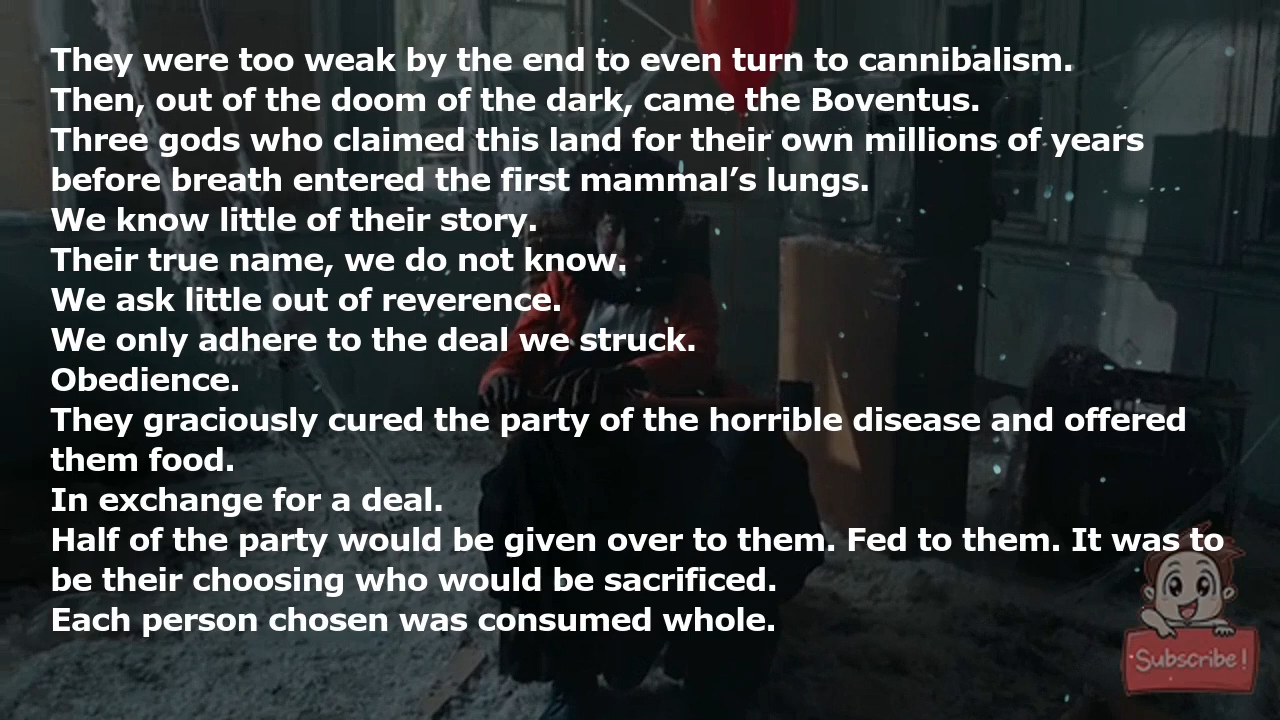 They were too weak by the end to even turn to cannibalism.
Then, out of the doom of the dark, came the Boventus.
Three gods who claimed this land for their own millions of years
before breath entered the first mammal’s lungs.
We know little of their story.
Their true name, we do not know.
We ask little out of reverence.
We only adhere to the deal we struck.
Obedience.
They graciously cured the party of the horrible disease and offered
them food.
In exchange for a deal.
Half of the party would be given over to them. Fed to them. It was to
be their choosing who would be sacrificed.
Each person chosen was consumed whole.
Subscribe!